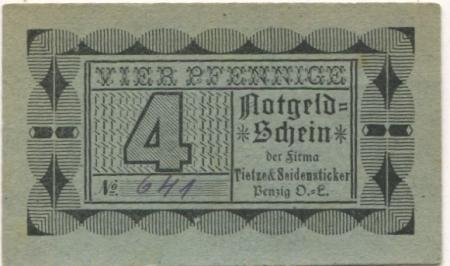 VIER PFENNIGE
4
No. 641
Notgeld=
*Schein*
der Firma
Tietze & Seidensticker
Penzig O.=L.